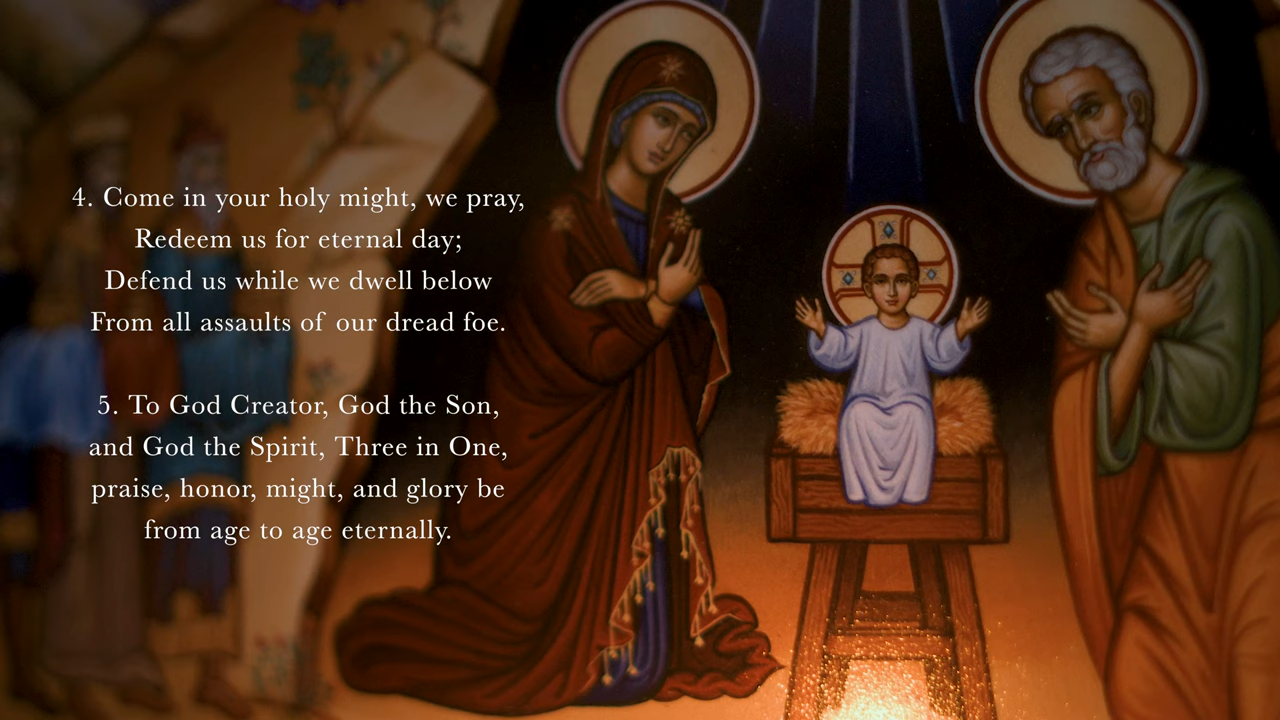 4. Come in your holy might, we pray,
Redeem us for eternal day;
Defend us while we dwell below
From all assaults of our dread foe.
5. To God Creator, God the Son,
and God the Spirit, Three in One,
praise, honor, might, and glory be
from age to age eternally.